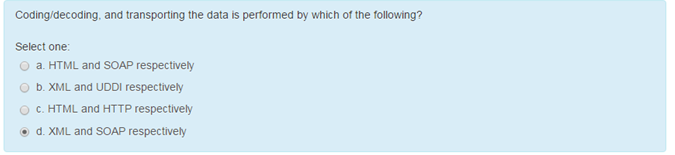 Coding/decoding, and transporting the data is performed by which of the following?
Select one:
a. HTML and SOAP respectively
b. XML and UDDI respectively
c. HTML and HTTP respectively
d. XML and SOAP respectively